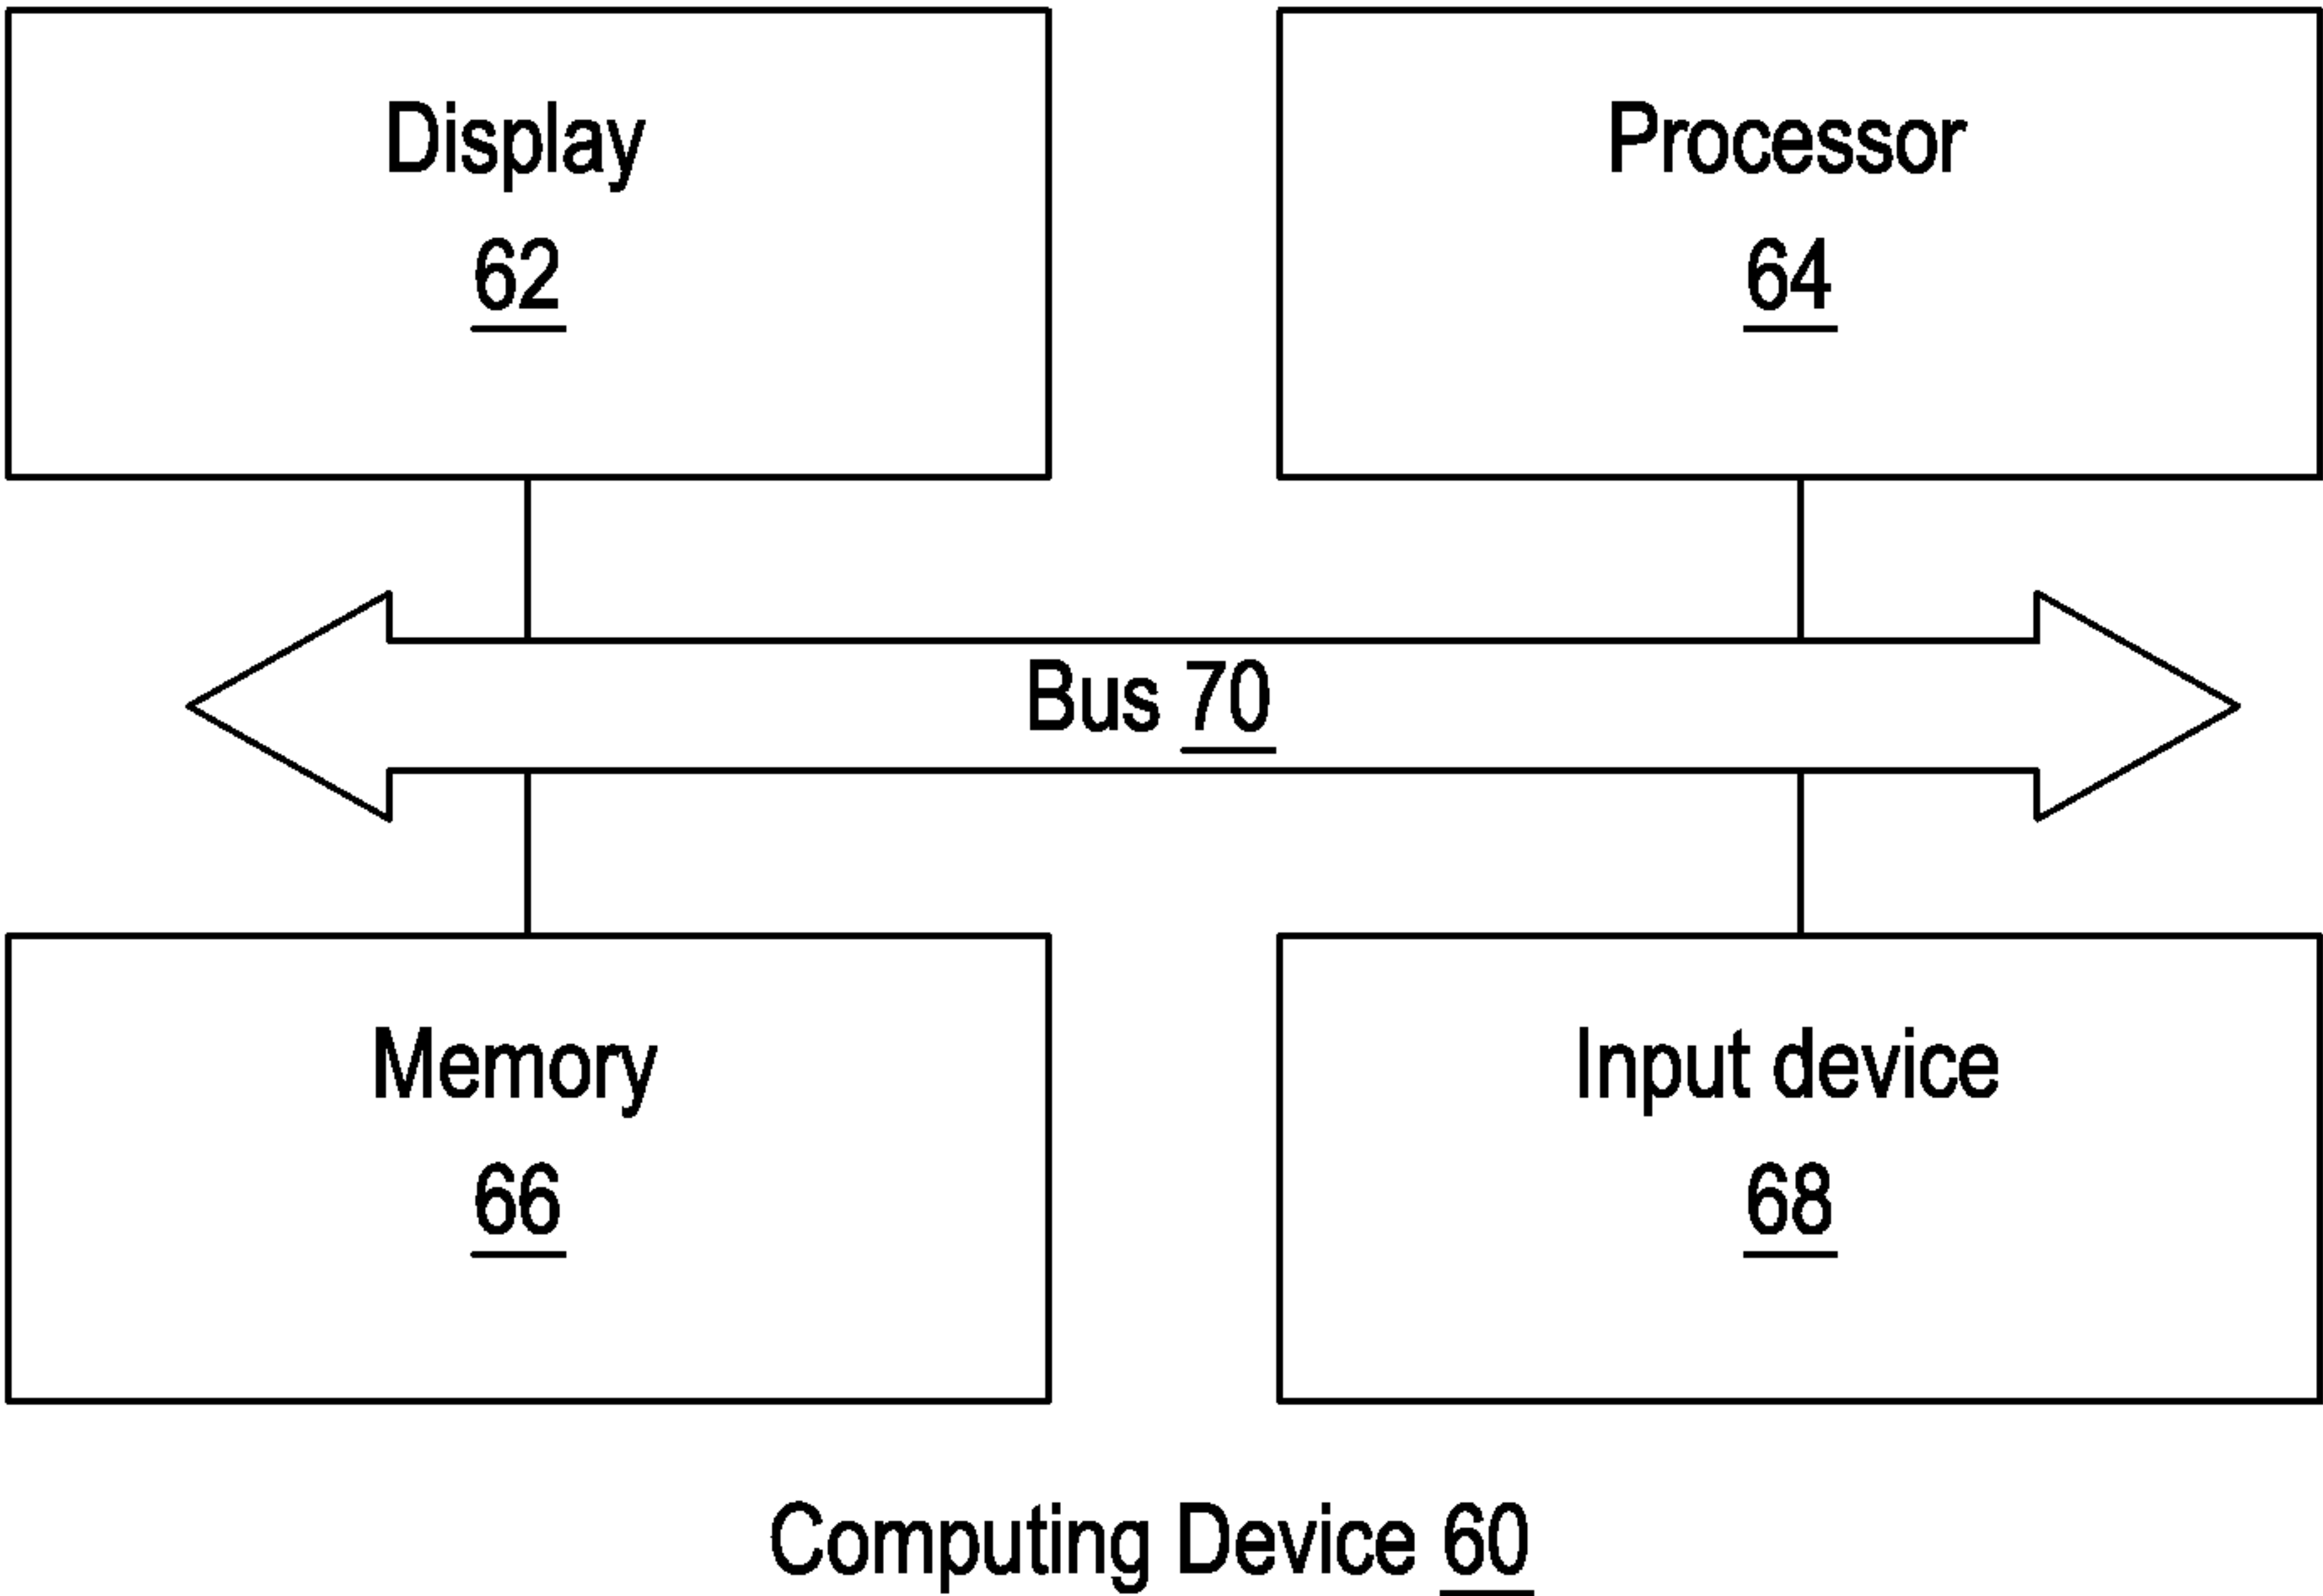 Display
62
Processor
64
Bus 70
Memory
66
Input device
68
Computing Device 60